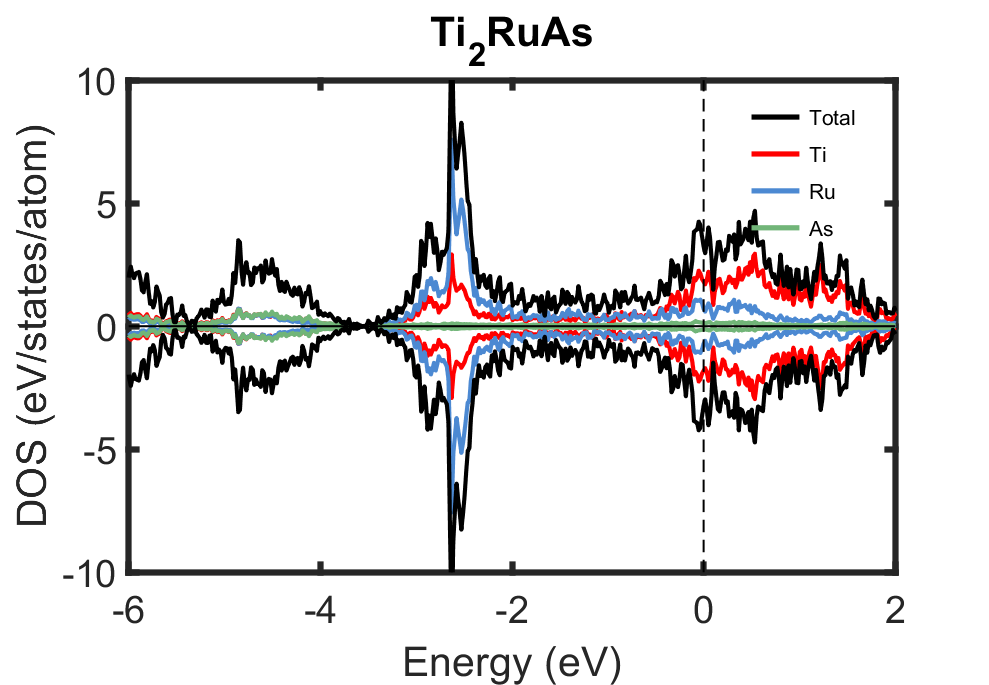 Ti2RuAs
DOS (eV/states/atom)
10
5
0
-5
-10
-6
-4
-2
0
2
Energy (eV)
Total
Ti
Ru
As